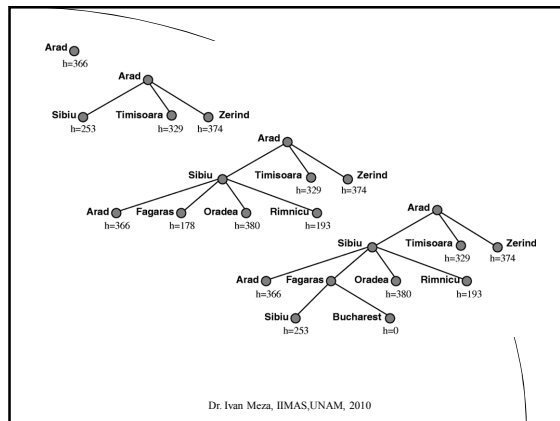 Arad
h=366
Arad
Sibiu Timisoara Zerind
h=253 h=329 h=374
Arad
Sibiu Timisoara Zerind
h=329 h=374
Arad Fagaras Oradea Rimnicu
h=366 h=178 h=380 h=193
Arad
Sibiu Timisoara Zerind
h=329 h=374
Arad Fagaras Oradea Rimnicu
h=366 h=380 h=193
Sibiu Bucharest
h=253 h=0
Dr. Ivan Meza, IIMAS,UNAM, 2010